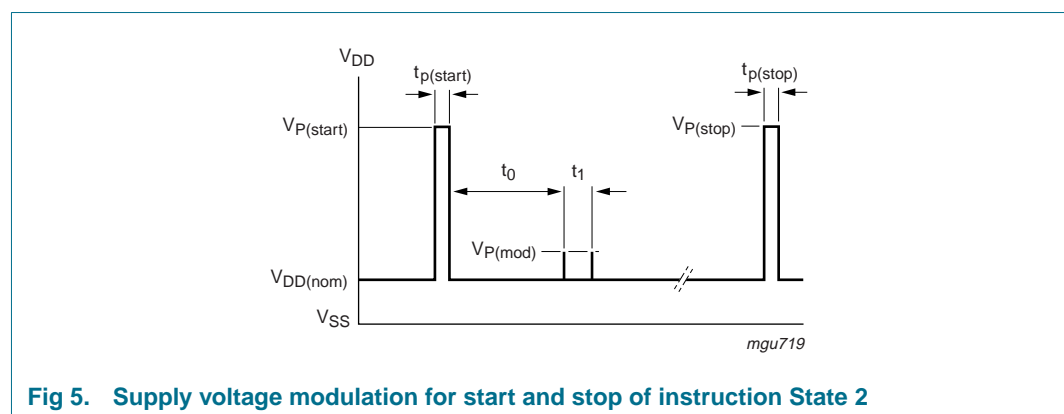 VDD
tp(start)
tp(stop)
VP(start)
VP(stop)
t0
t1
VP(mod)
VDD(nom)
VSS
mgu719
Fig 5. Supply voltage modulation for start and stop of instruction State 2